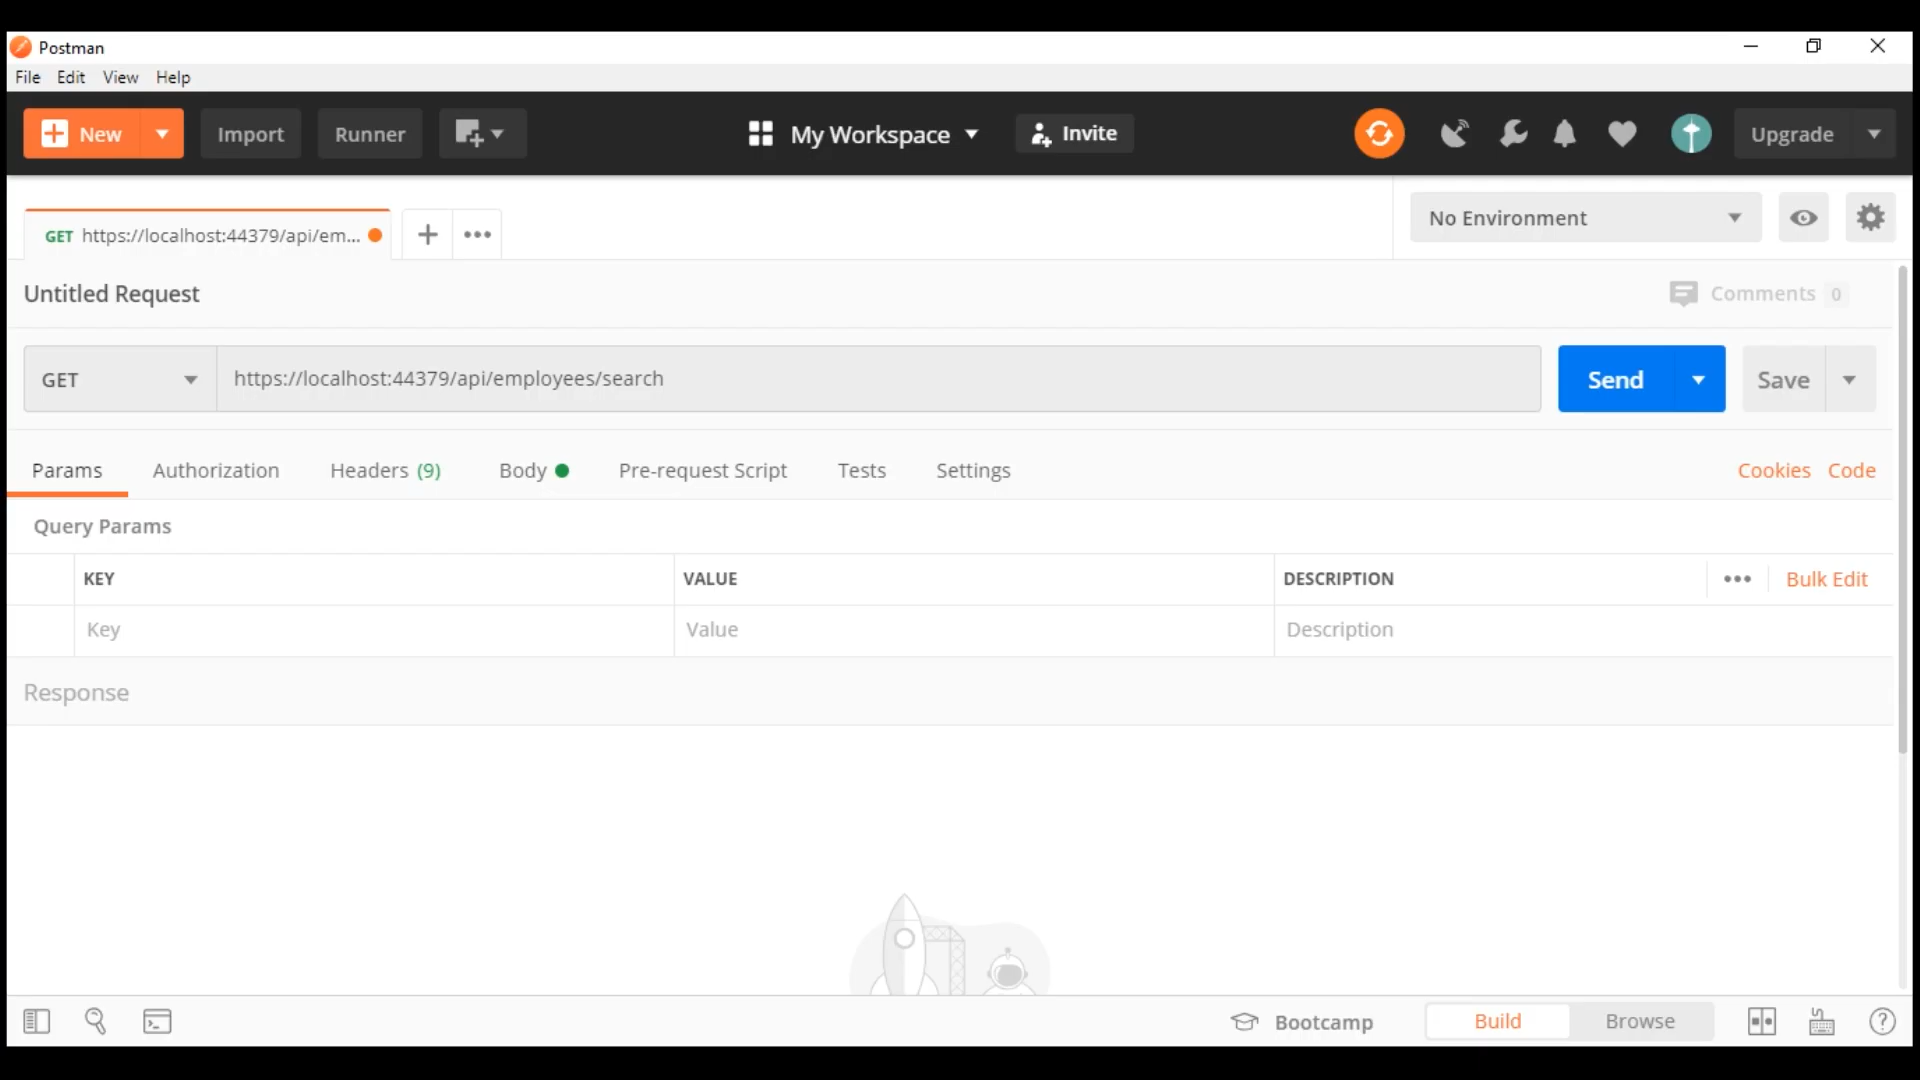 Postman
File Edit View Help
New Import Runner My Workspace Invite Upgrade
GET https://localhost:44379/api/em... No Environment
Untitled Request Comments 0
GET https://localhost:44379/api/employees/search Send Save
Params Authorization Headers (9) Body Pre-request Script Tests Settings Cookies Code
Query Params
KEY VALUE DESCRIPTION Bulk Edit
Key Value Description
Response
Bootcamp Build Browse